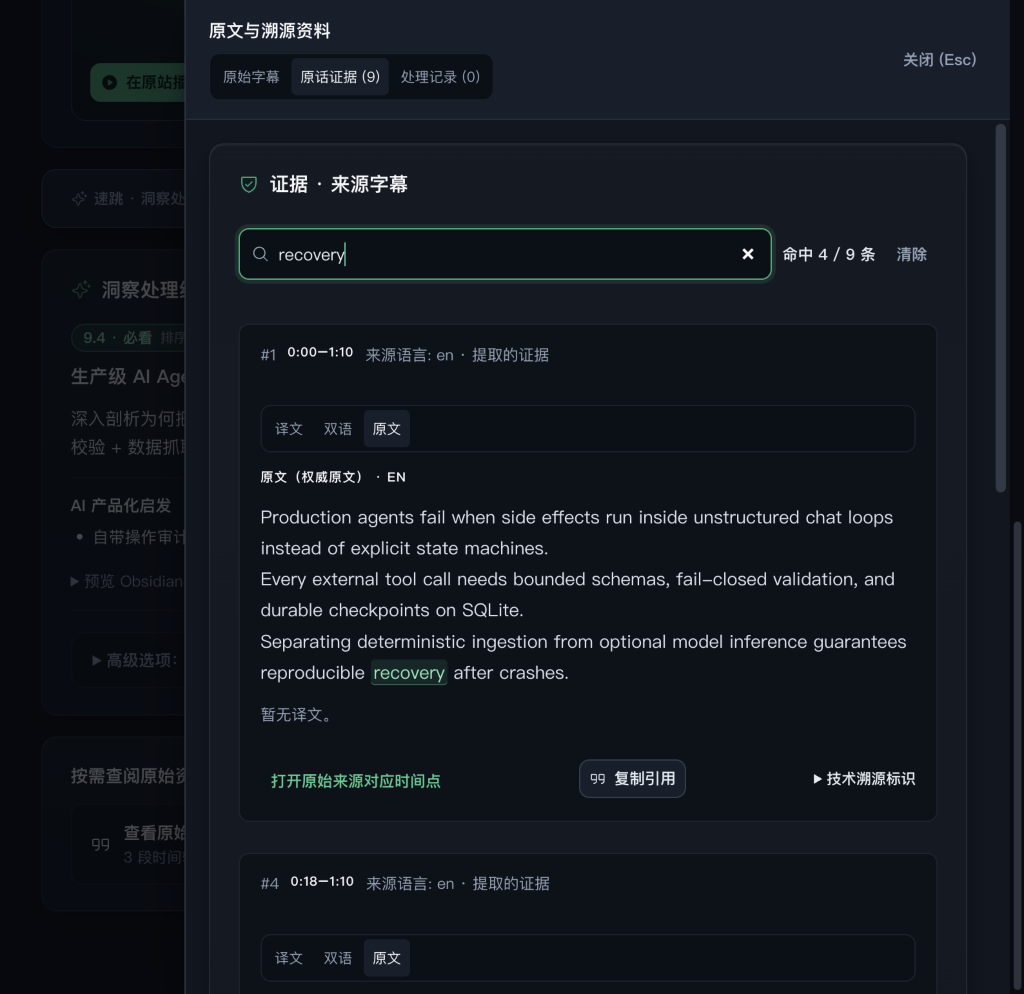 原文与溯源资料
关闭 (Esc)
原始字幕 原话证据 (9) 处理记录 (0)
在原站播
证据 · 来源字幕
速跳 · 洞察处
recovery
命中 4 / 9 条 清除
洞察处理
9.4 · 必看 排序
#1 0:00–1:10 来源语言: en · 提取的证据
生产级 AI Age
深入剖析为何把
校验 + 数据抓取
译文 双语 原文
原文（权威原文） · EN
AI 产品化启发
• 自带操作审计
预览 Obsidian
Production agents fail when side effects run inside unstructured chat loops
instead of explicit state machines.
Every external tool call needs bounded schemas, fail–closed validation, and
durable checkpoints on SQLite.
Separating deterministic ingestion from optional model inference guarantees
reproducible recovery after crashes.
高级选项：
暂无译文。
按需查阅原始资
打开原始来源对应时间点 复制引用 技术溯源标识
查看原始
3 段时间
#4 0:18–1:10 来源语言: en · 提取的证据
译文 双语 原文